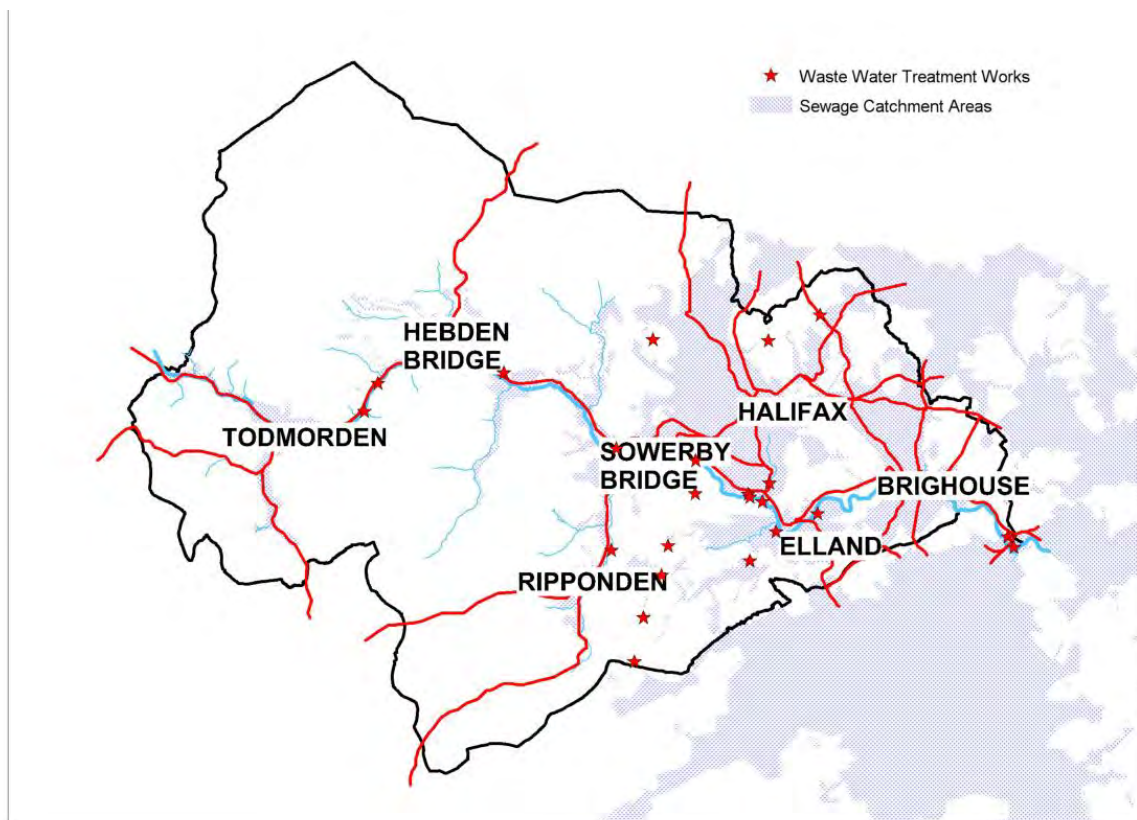 Waste Water Treatment Works
Sewage Catchment Areas
HEBDEN
BRIDGE
HALIFAX
TODMORDEN
SOWERBY
BRIDGE
BRIGHOUSE
ELLAND
RIPPONDEN